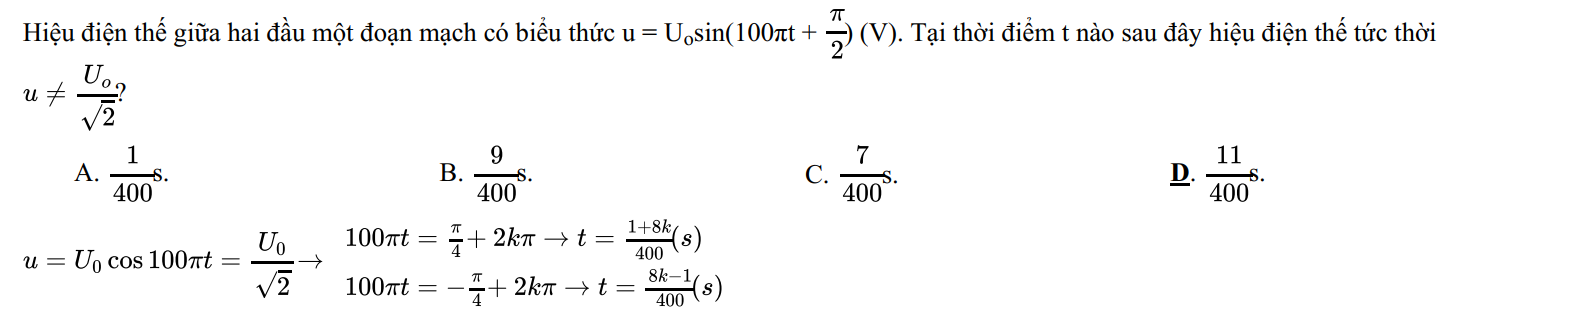 Hiệu điện thế giữa hai đầu một đoạn mạch có biểu thức u = U₀sin(100πt + π/2) (V). Tại thời điểm t nào sau đây hiệu điện thế tức thời
u ≠ U₀/√2?
A. 1/400 s. B. 9/400 s. C. 7/400 s. D. 11/400 s.
u = U₀ cos 100πt = U₀/√2 → 100πt = π/4 + 2kπ → t = (1+8k)/400 (s)
100πt = −π/4 + 2kπ → t = (8k−1)/400 (s)